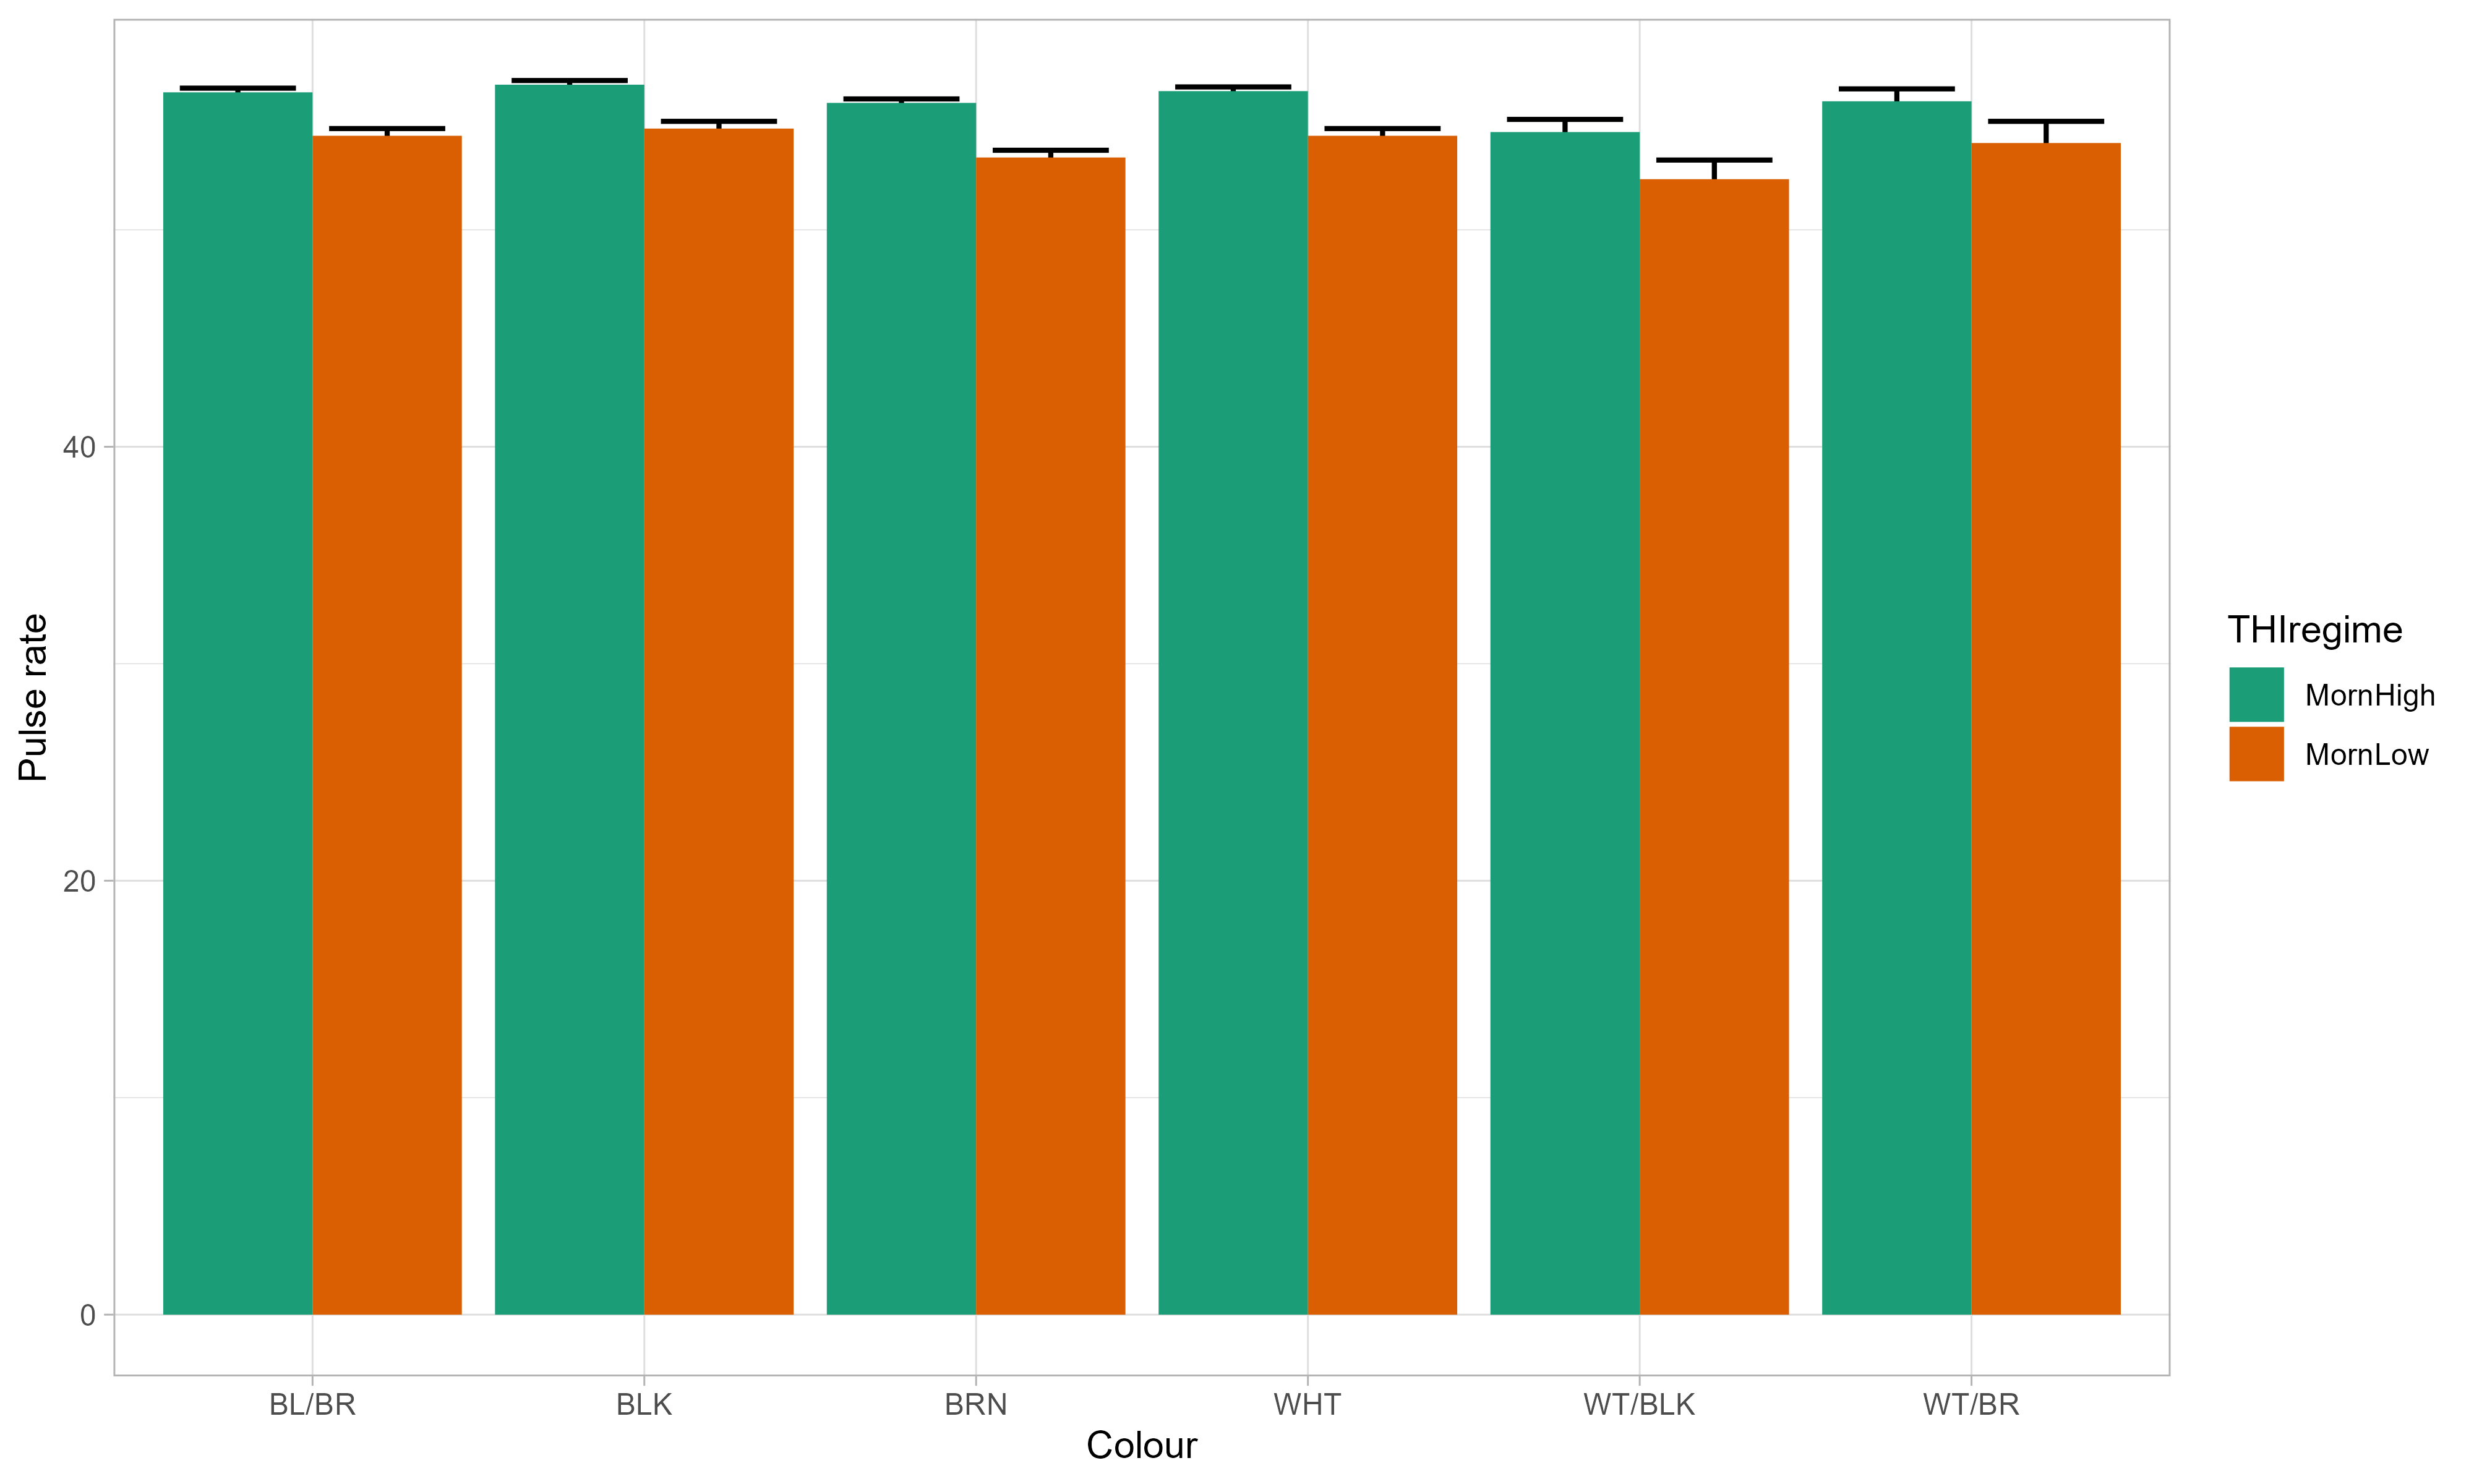 40
20
0
Pulse rate
BL/BR
BLK
BRN
WHT
WT/BLK
WT/BR
Colour
THIregime
MornHigh
MornLow